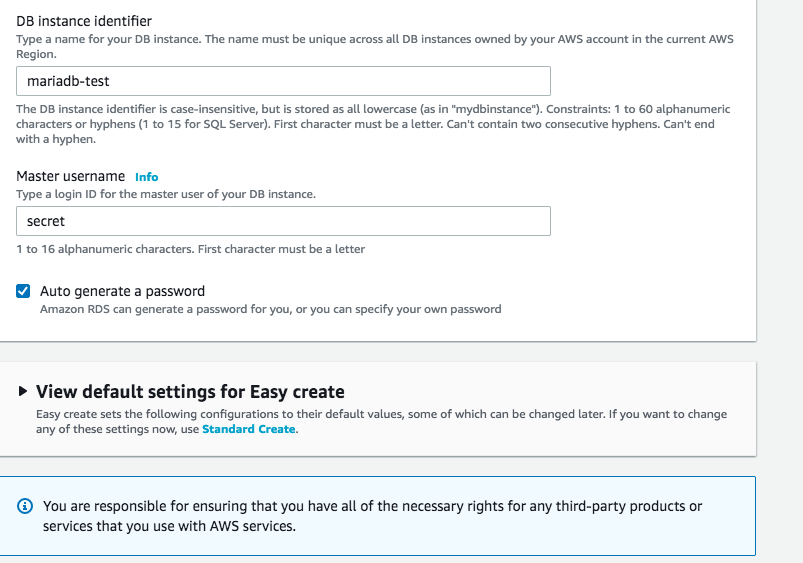 DB instance identifier
Type a name for your DB instance. The name must be unique across all DB instances owned by your AWS account in the current AWS
Region.
mariadb-test
The DB instance identifier is case-insensitive, but is stored as all lowercase (as in "mydbinstance"). Constraints: 1 to 60 alphanumeric
characters or hyphens (1 to 15 for SQL Server). First character must be a letter. Can't contain two consecutive hyphens. Can't end
with a hyphen.
Master username Info
Type a login ID for the master user of your DB instance.
secret
1 to 16 alphanumeric characters. First character must be a letter
Auto generate a password
Amazon RDS can generate a password for you, or you can specify your own password
View default settings for Easy create
Easy create sets the following configurations to their default values, some of which can be changed later. If you want to change
any of these settings now, use Standard Create.
You are responsible for ensuring that you have all of the necessary rights for any third-party products or
services that you use with AWS services.